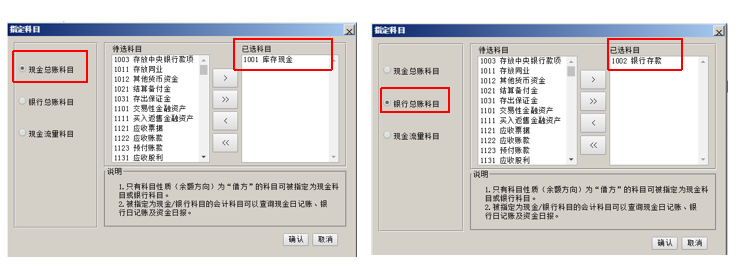 指定科目
现金总账科目
银行总账科目
现金流量科目
待选科目
1003 存放中央银行款项
1011 存放同业
1012 其他货币资金
1021 结算备付金
1031 存出保证金
1101 交易性金融资产
1111 买入返售金融资产
1121 应收票据
1122 应收账款
1123 预付账款
1131 应收股利
>
>>
<
<<
已选科目
1001 库存现金
说明
1.只有科目性质（余额方向）为“借方”的科目可被指定为现金科
目或银行科目。
2.被指定为现金/银行科目的会计科目可以查询现金日记账、银
行日记账及资金日报。
确认
取消
指定科目
现金总账科目
银行总账科目
现金流量科目
待选科目
1003 存放中央银行款项
1011 存放同业
1012 其他货币资金
1021 结算备付金
1031 存出保证金
1101 交易性金融资产
1111 买入返售金融资产
1121 应收票据
1122 应收账款
1123 预付账款
1131 应收股利
>
>>
<
<<
已选科目
1002 银行存款
说明
1.只有科目性质（余额方向）为“借方”的科目可被指定为现金科
目或银行科目。
2.被指定为现金/银行科目的会计科目可以查询现金日记账、银
行日记账及资金日报。
确认
取消